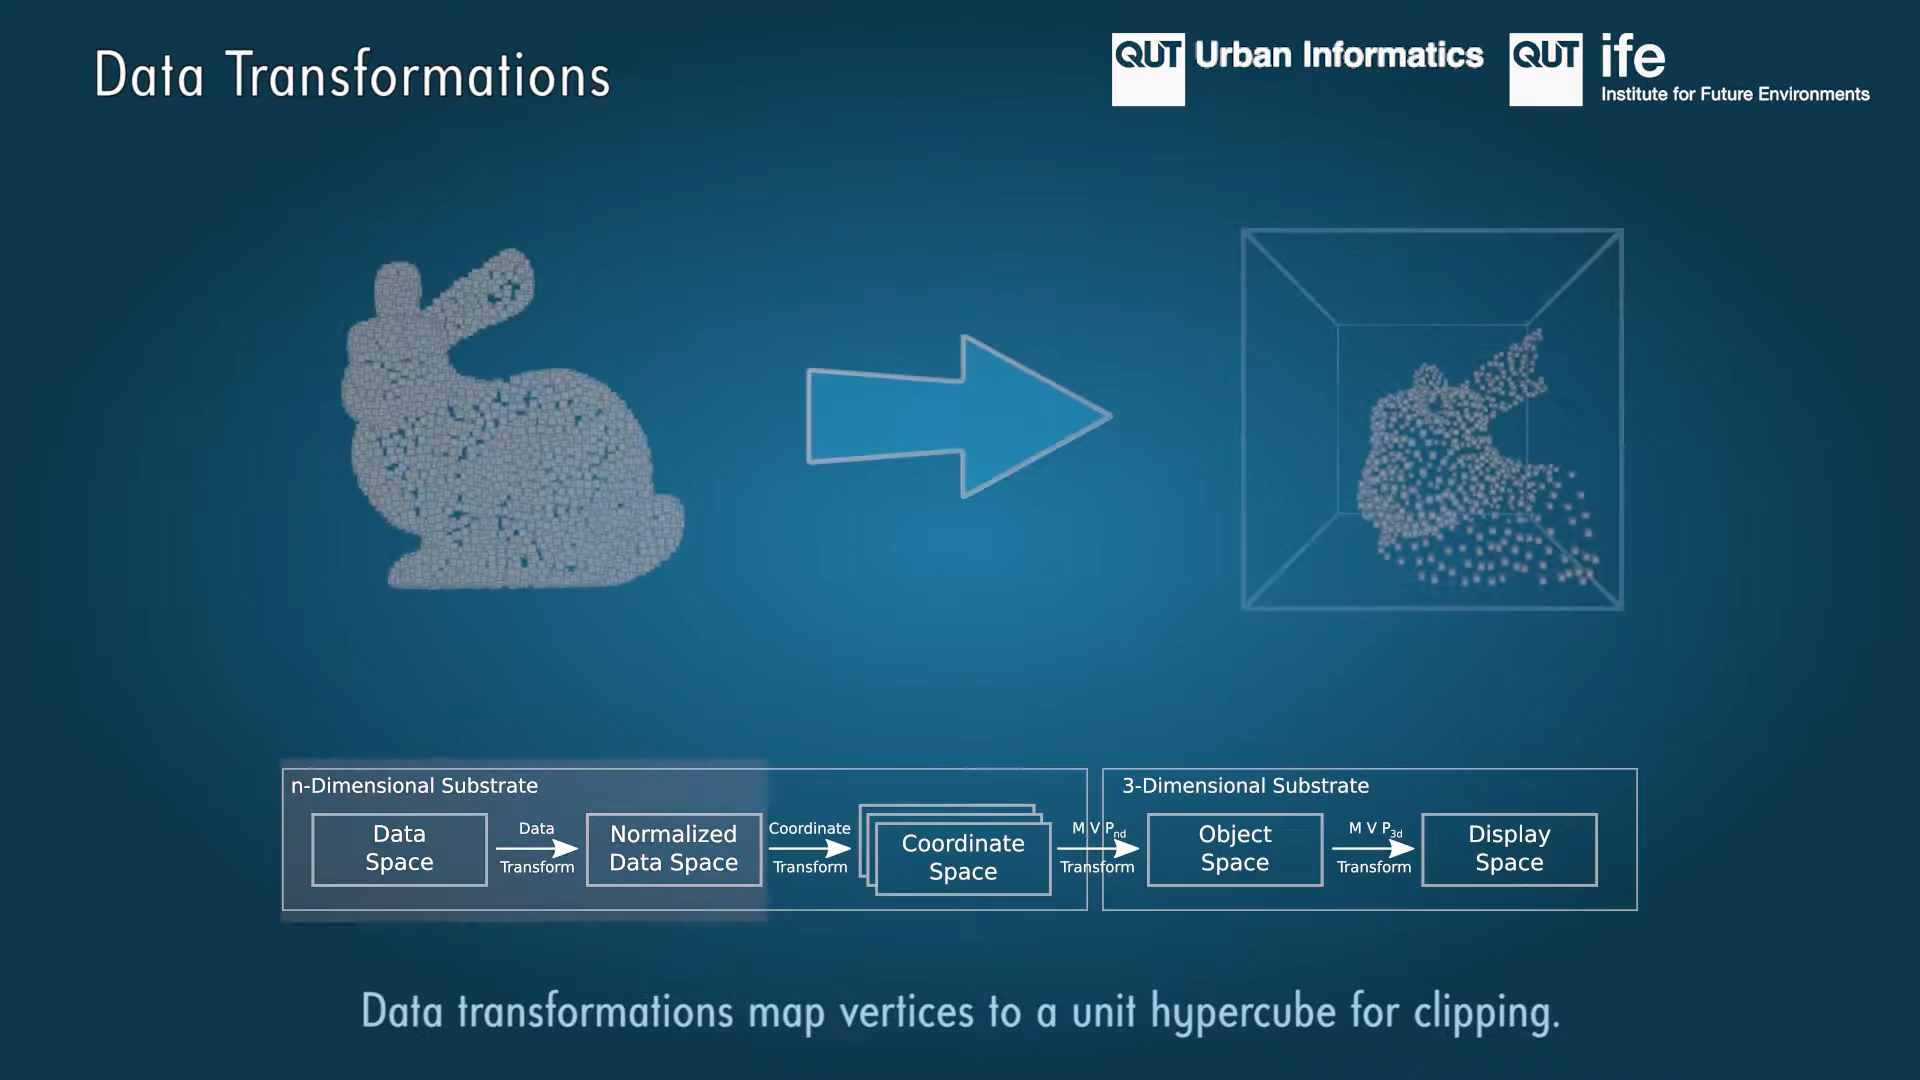 Data Transformations
QUT Urban Informatics
QUT ife
Institute for Future Environments
n-Dimensional Substrate
Data
Space
Data
Transform
Normalized
Data Space
Coordinate
Transform
Coordinate
Space
M V Pnd
Transform
3-Dimensional Substrate
Object
Space
M V P3d
Transform
Display
Space
Data transformations map vertices to a unit hypercube for clipping.